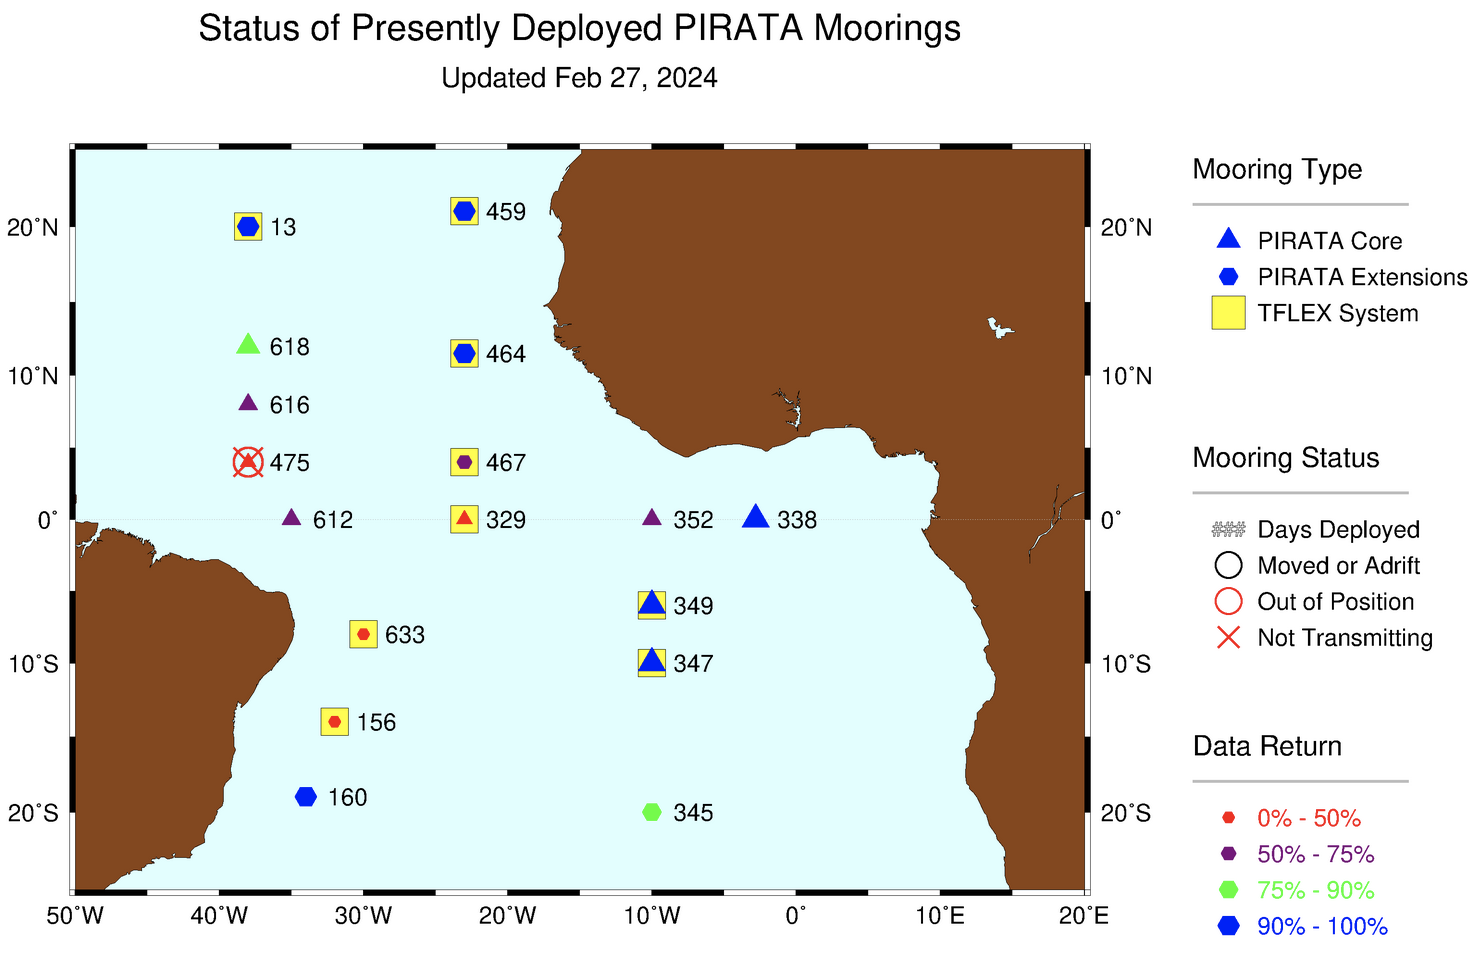 Status of Presently Deployed PIRATA Moorings
Updated Feb 27, 2024
Mooring Type
PIRATA Core
PIRATA Extensions
TFLEX System
Mooring Status
### Days Deployed
Moved or Adrift
Out of Position
Not Transmitting
Data Return
0% - 50%
50% - 75%
75% - 90%
90% - 100%
20°N
10°N
0°
10°S
20°S
13
459
618
464
616
475
467
612
329
352
338
349
633
347
156
160
345
20°N
10°N
0°
10°S
20°S
50°W
40°W
30°W
20°W
10°W
0°
10°E
20°E